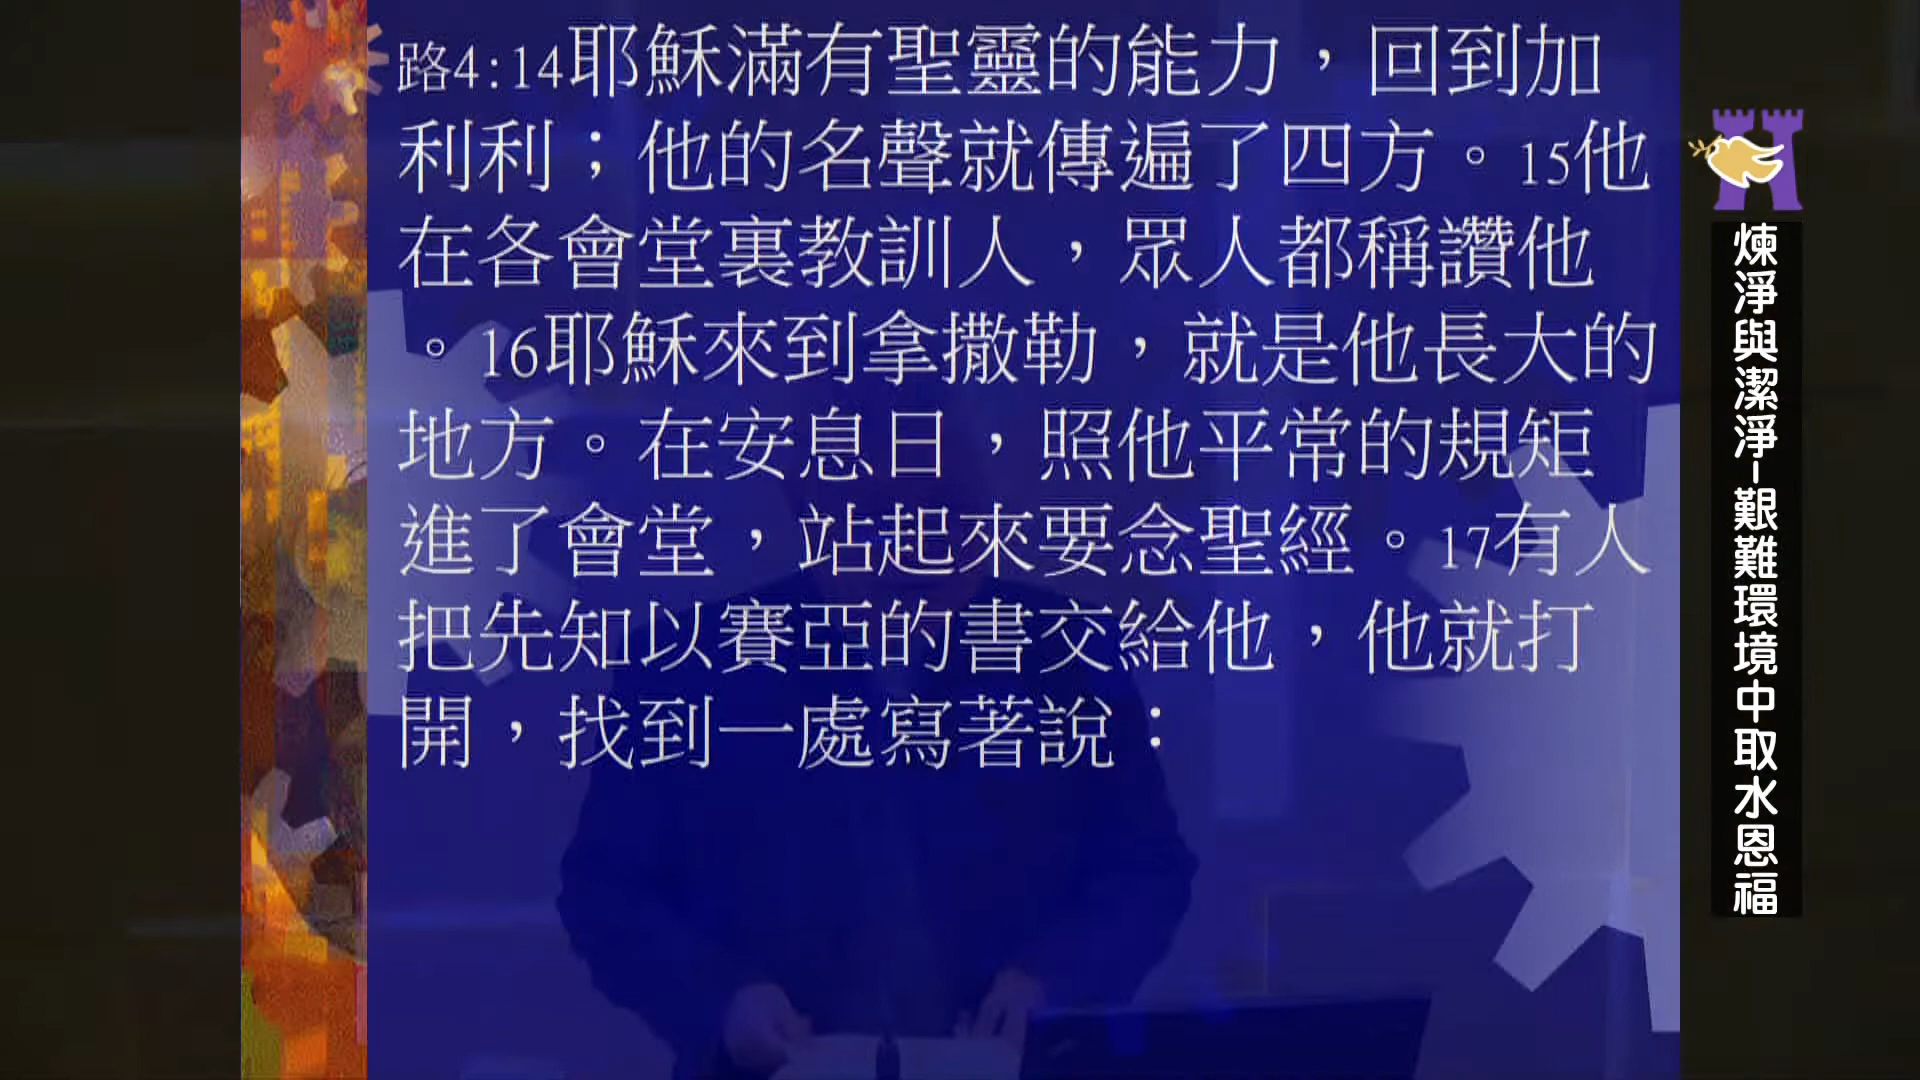 路4:14耶穌滿有聖靈的能力，回到加
利利；他的名聲就傳遍了四方。15他
在各會堂裏教訓人，眾人都稱讚他
。16耶穌來到拿撒勒，就是他長大的
地方。在安息日，照他平常的規矩
進了會堂，站起來要念聖經。17有人
把先知以賽亞的書交給他，他就打
開，找到一處寫著說：
煉淨與潔淨-艱難環境中取水恩福